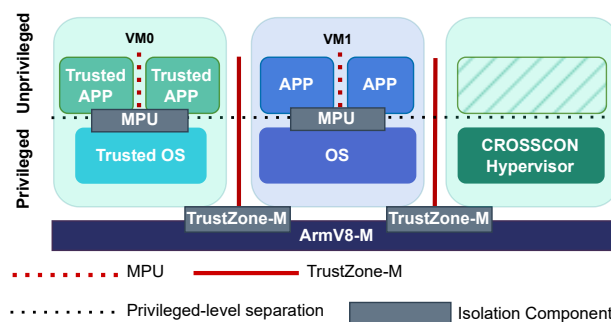 VM0
VM1
Unprivileged
Trusted
APP
Trusted
APP
APP
APP
MPU
MPU
Privileged
Trusted OS
OS
CROSSCON
Hypervisor
TrustZone-M
TrustZone-M
ArmV8-M
MPU
TrustZone-M
Privileged-level separation
Isolation Component